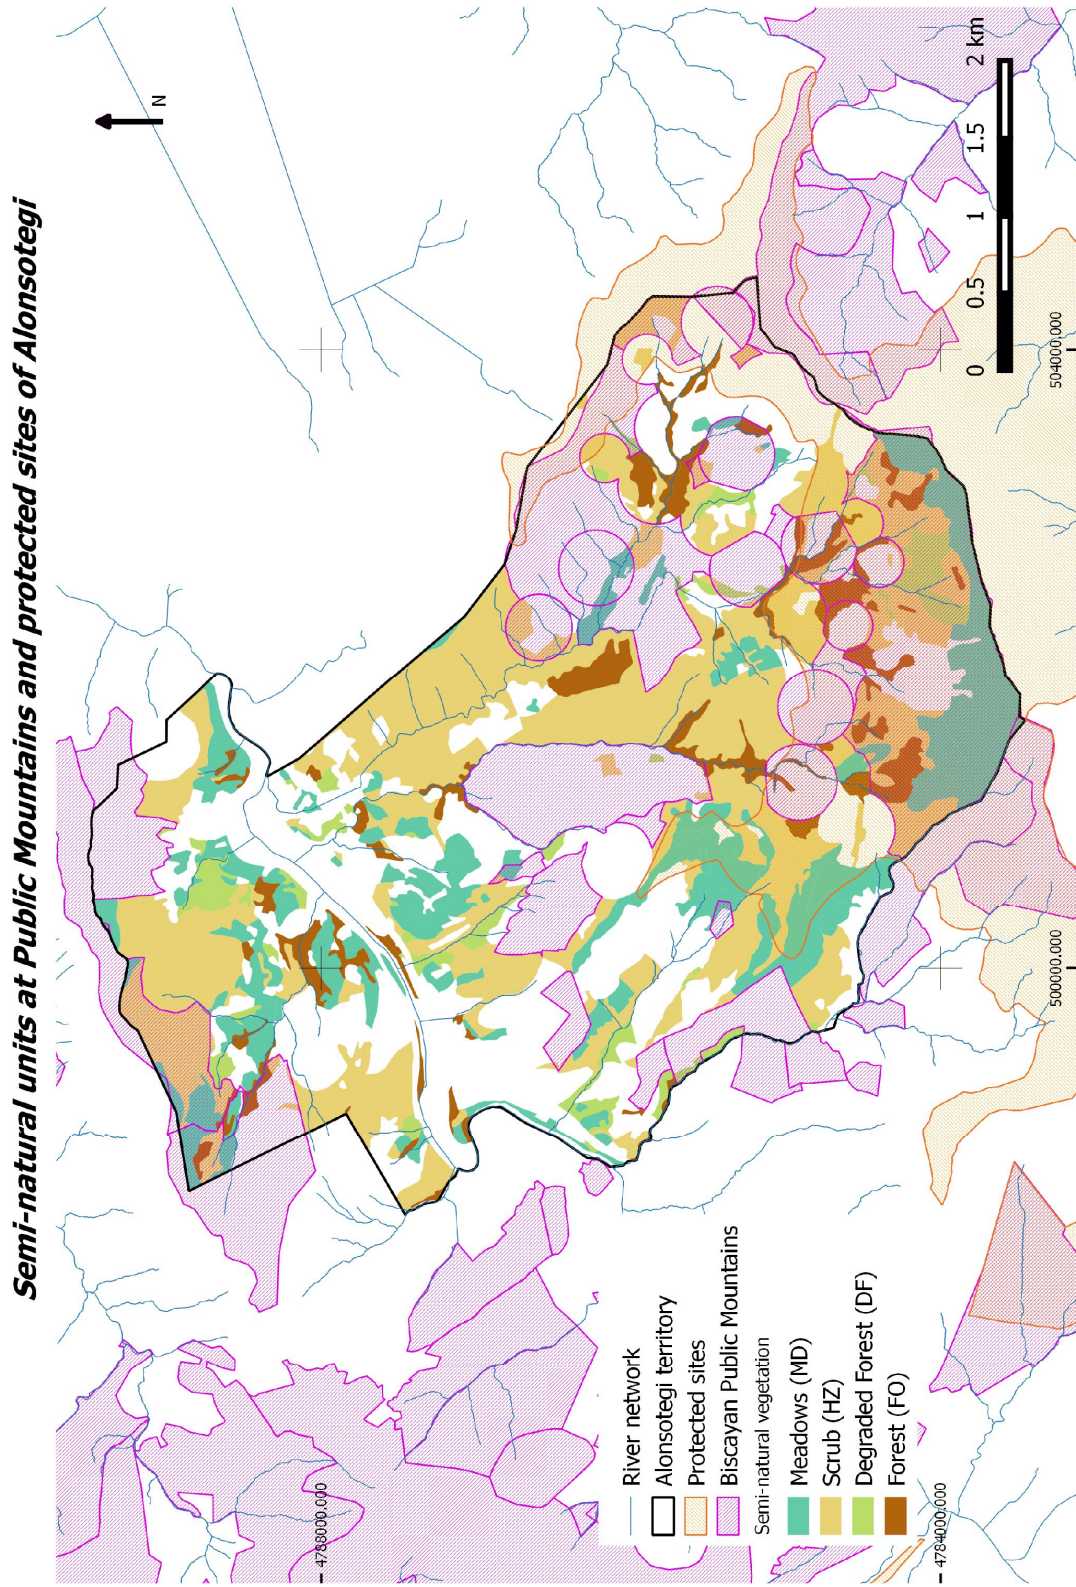 Semi-natural units at Public Mountains and protected sites of Alonsotegi
N
4788000.000
4784000.000
River network
Alonsotegi territory
Protected sites
Biscayan Public Mountains
Semi-natural vegetation
Meadows (MD)
Scrub (HZ)
Degraded Forest (DF)
Forest (FO)
0 0.5 1 1.5 2 km
500000.000
504000.000